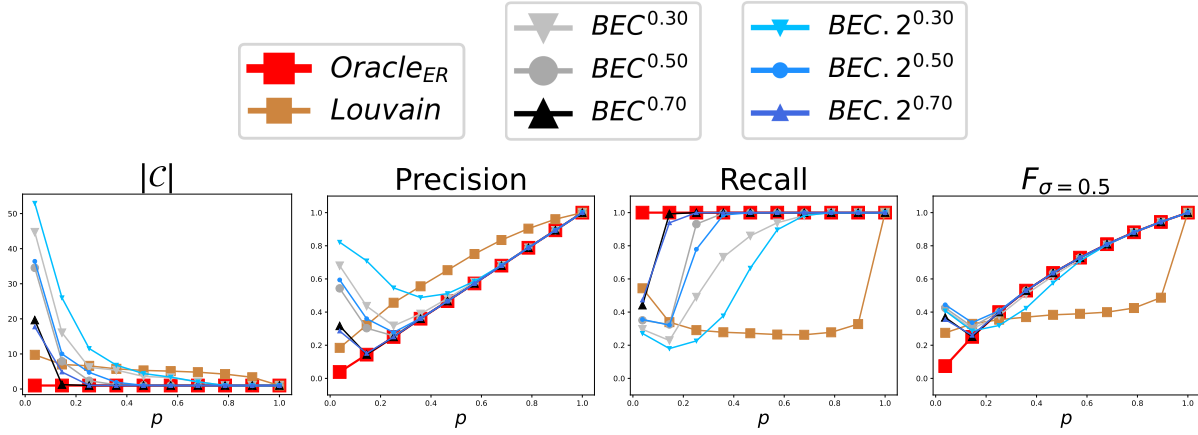 Oracle_ER
Louvain
BEC^0.30
BEC^0.50
BEC^0.70
BEC.2^0.30
BEC.2^0.50
BEC.2^0.70
|𝒞|
50
40
30
20
10
0
0.0 0.2 0.4 0.6 0.8 1.0
p
Precision
1.0
0.8
0.6
0.4
0.2
0.0
0.0 0.2 0.4 0.6 0.8 1.0
p
Recall
1.0
0.8
0.6
0.4
0.2
0.0
0.0 0.2 0.4 0.6 0.8 1.0
p
F_σ=0.5
1.0
0.8
0.6
0.4
0.2
0.0
0.0 0.2 0.4 0.6 0.8 1.0
p